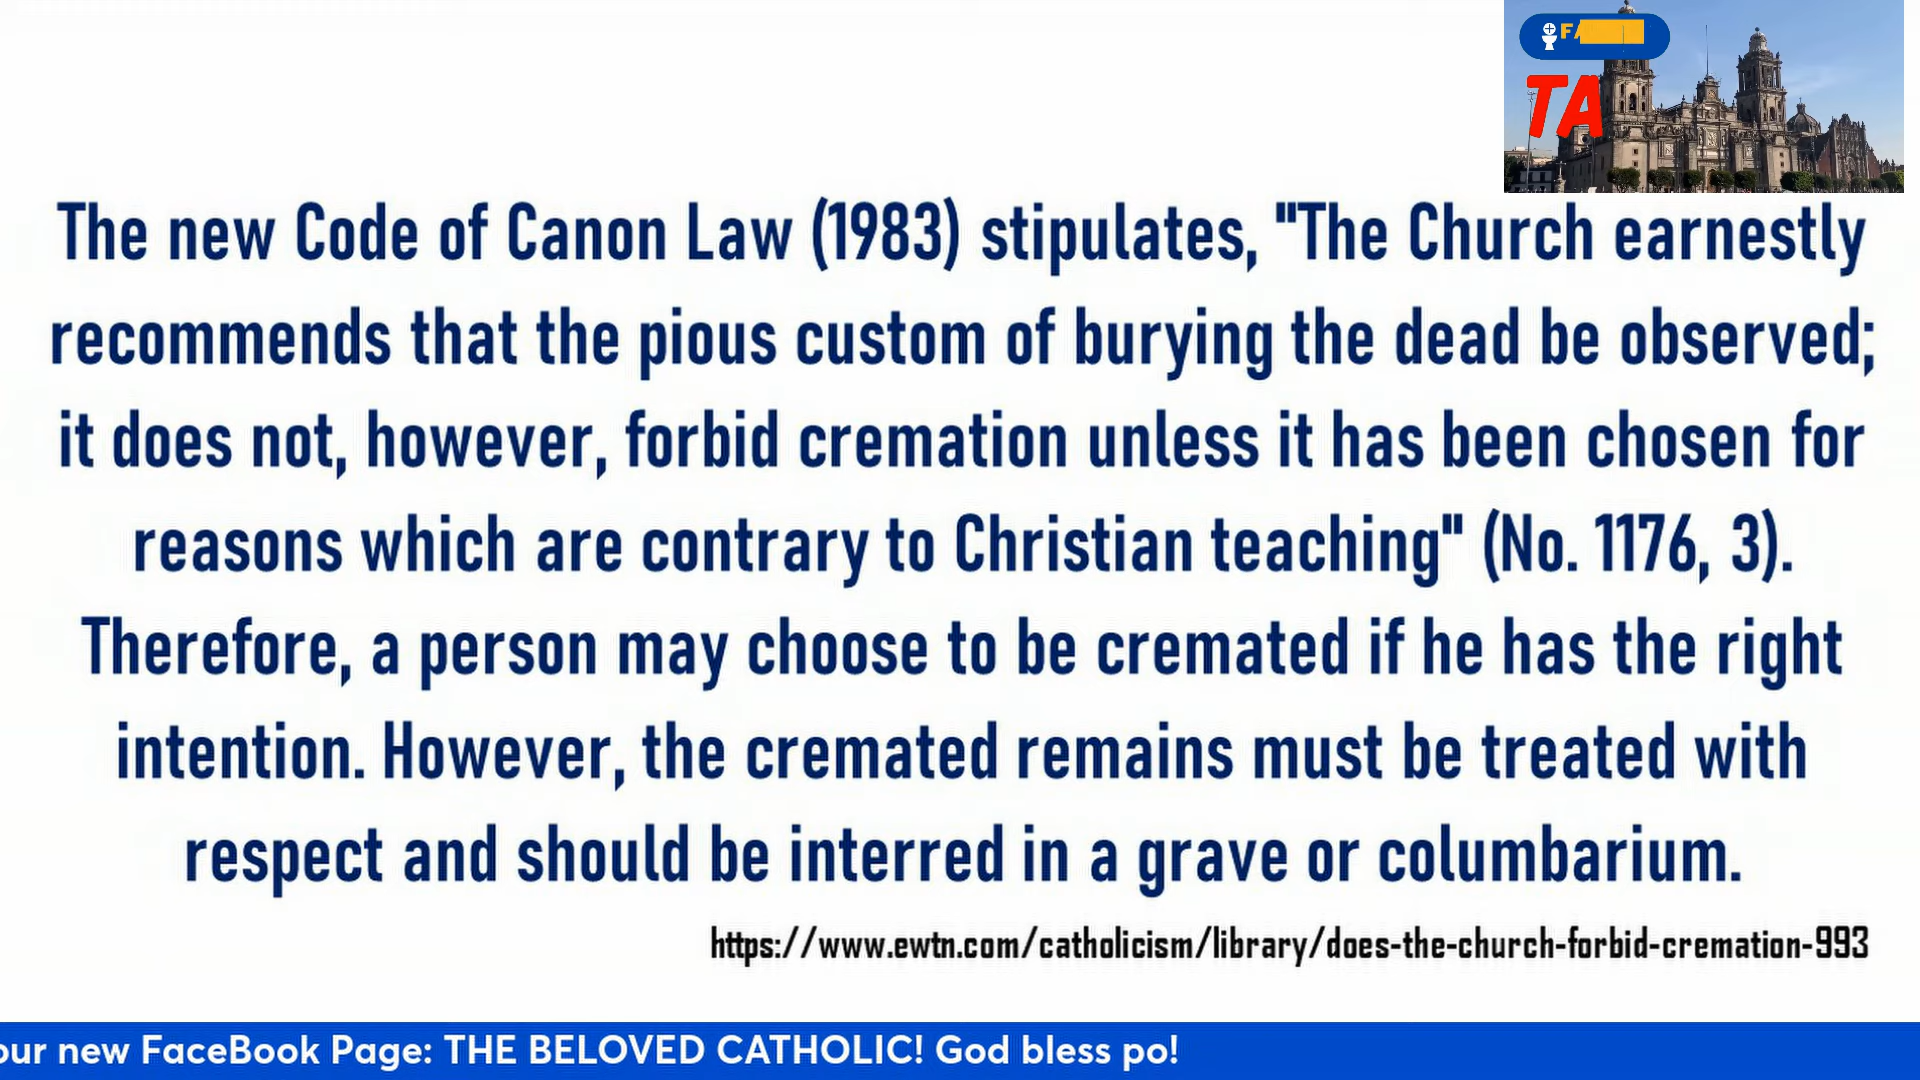 TA
The new Code of Canon Law (1983) stipulates, "The Church earnestly
recommends that the pious custom of burying the dead be observed;
it does not, however, forbid cremation unless it has been chosen for
reasons which are contrary to Christian teaching" (No. 1176, 3).
Therefore, a person may choose to be cremated if he has the right
intention. However, the cremated remains must be treated with
respect and should be interred in a grave or columbarium.
https://www.ewtn.com/catholicism/library/does-the-church-forbid-cremation-993
our new FaceBook Page: THE BELOVED CATHOLIC! God bless po!